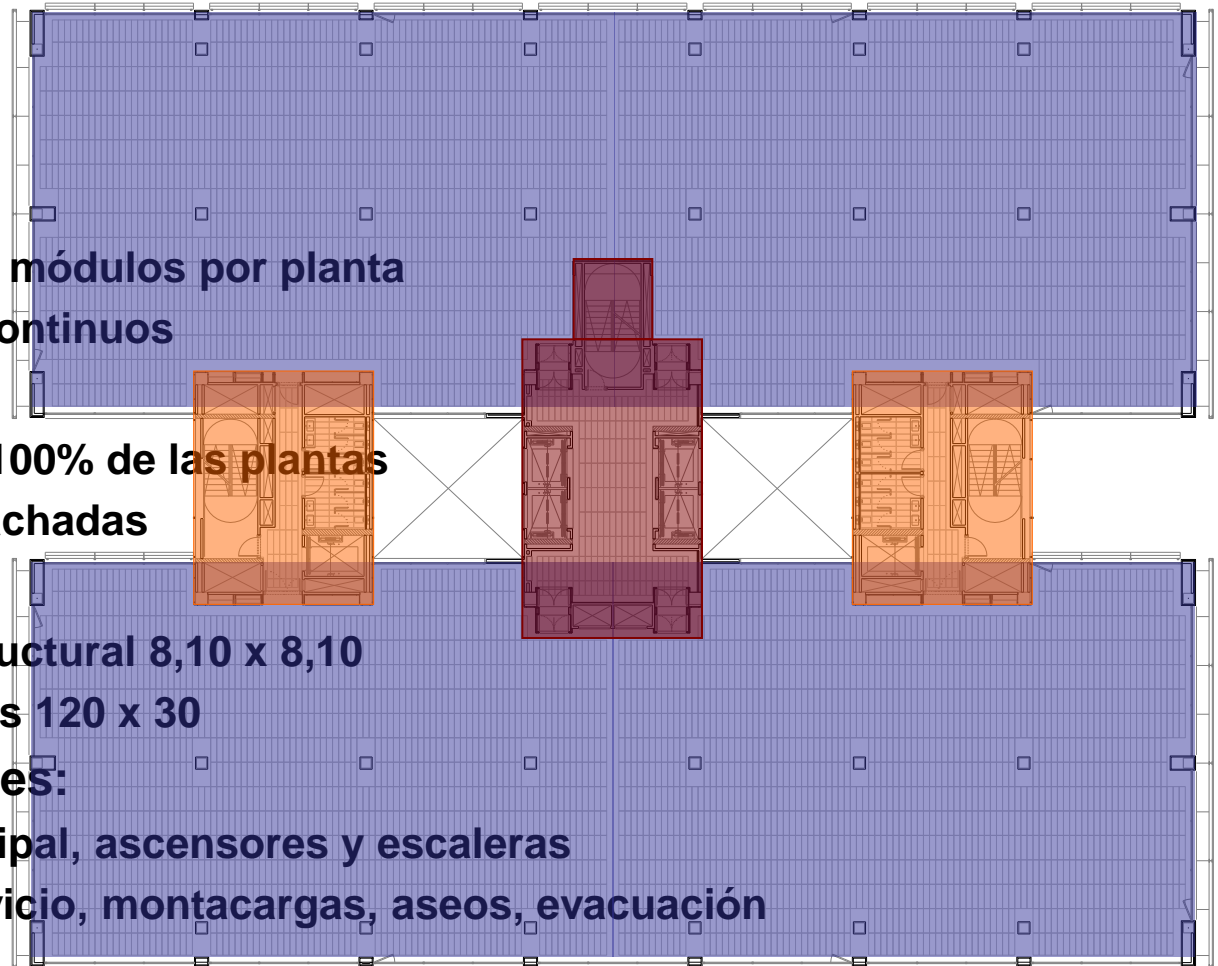 módulos por planta
ontinuos
100% de las plantas
chadas
uctural 8,10 x 8,10
s 120 x 30
es:
ipal, ascensores y escaleras
vicio, montacargas, aseos, evacuación